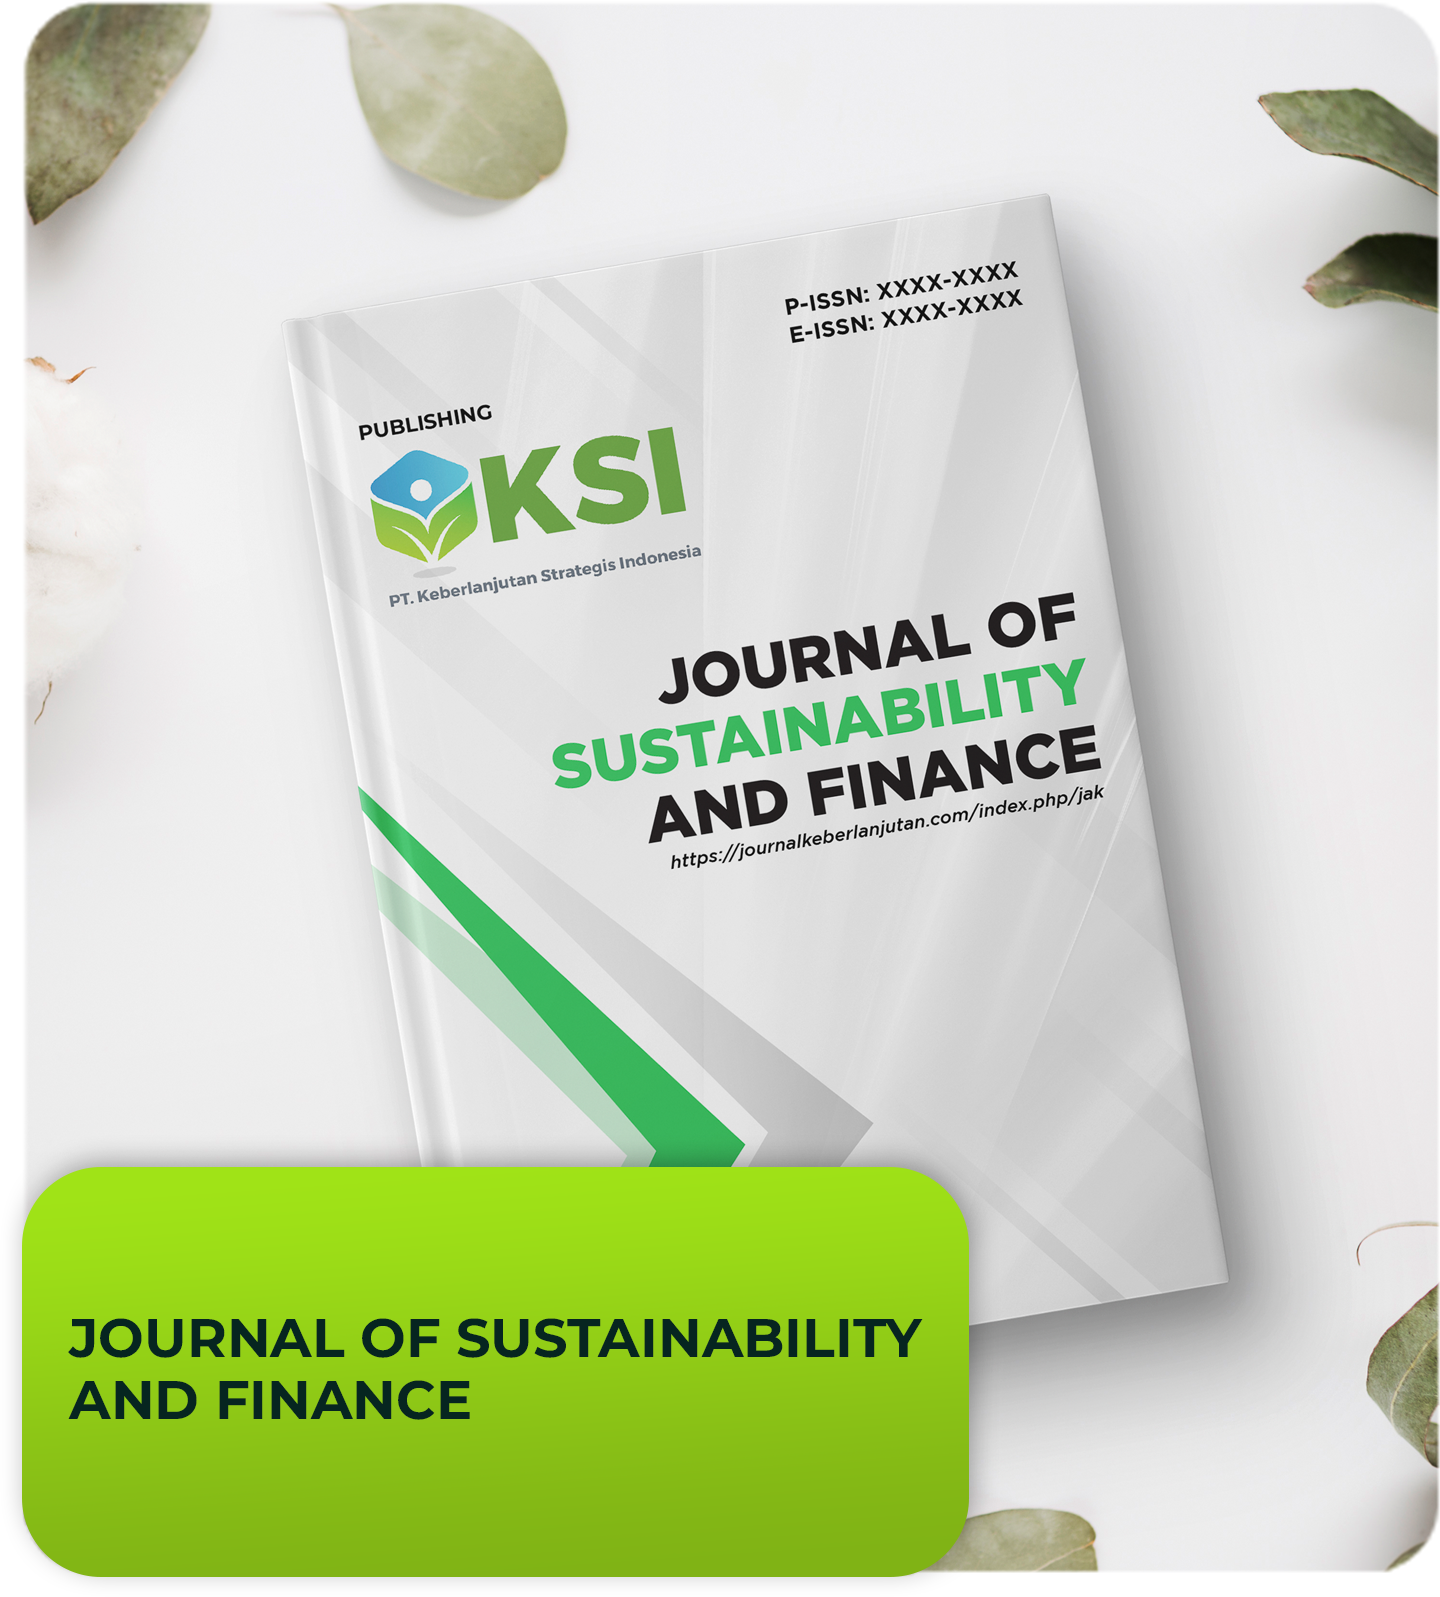 P-ISSN: XXXX-XXXX
E-ISSN: XXXX-XXXX
PUBLISHING
KSI
PT. Keberlanjutan Strategis Indonesia
JOURNAL OF
SUSTAINABILITY
AND FINANCE
https://journalkeberlanjutan.com/index.php/jak
JOURNAL OF SUSTAINABILITY
AND FINANCE